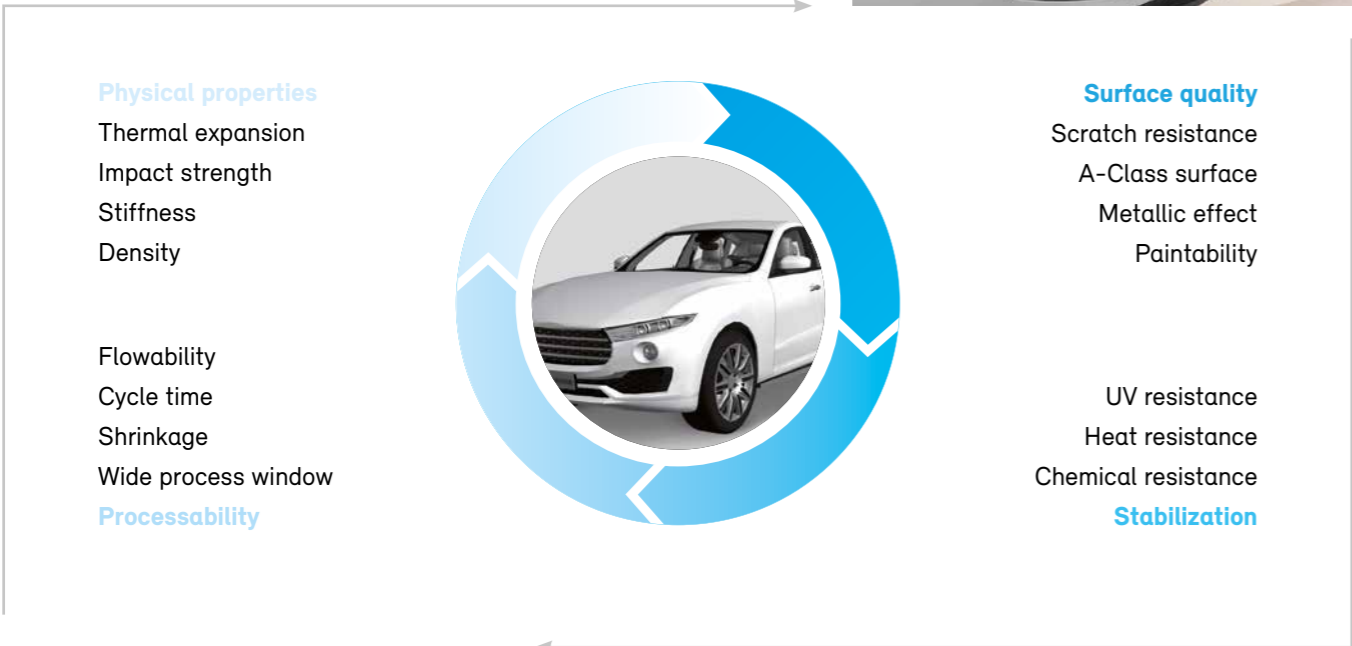 Physical properties
Thermal expansion
Impact strength
Stiffness
Density
Flowability
Cycle time
Shrinkage
Wide process window
Processability
Surface quality
Scratch resistance
A-Class surface
Metallic effect
Paintability
UV resistance
Heat resistance
Chemical resistance
Stabilization